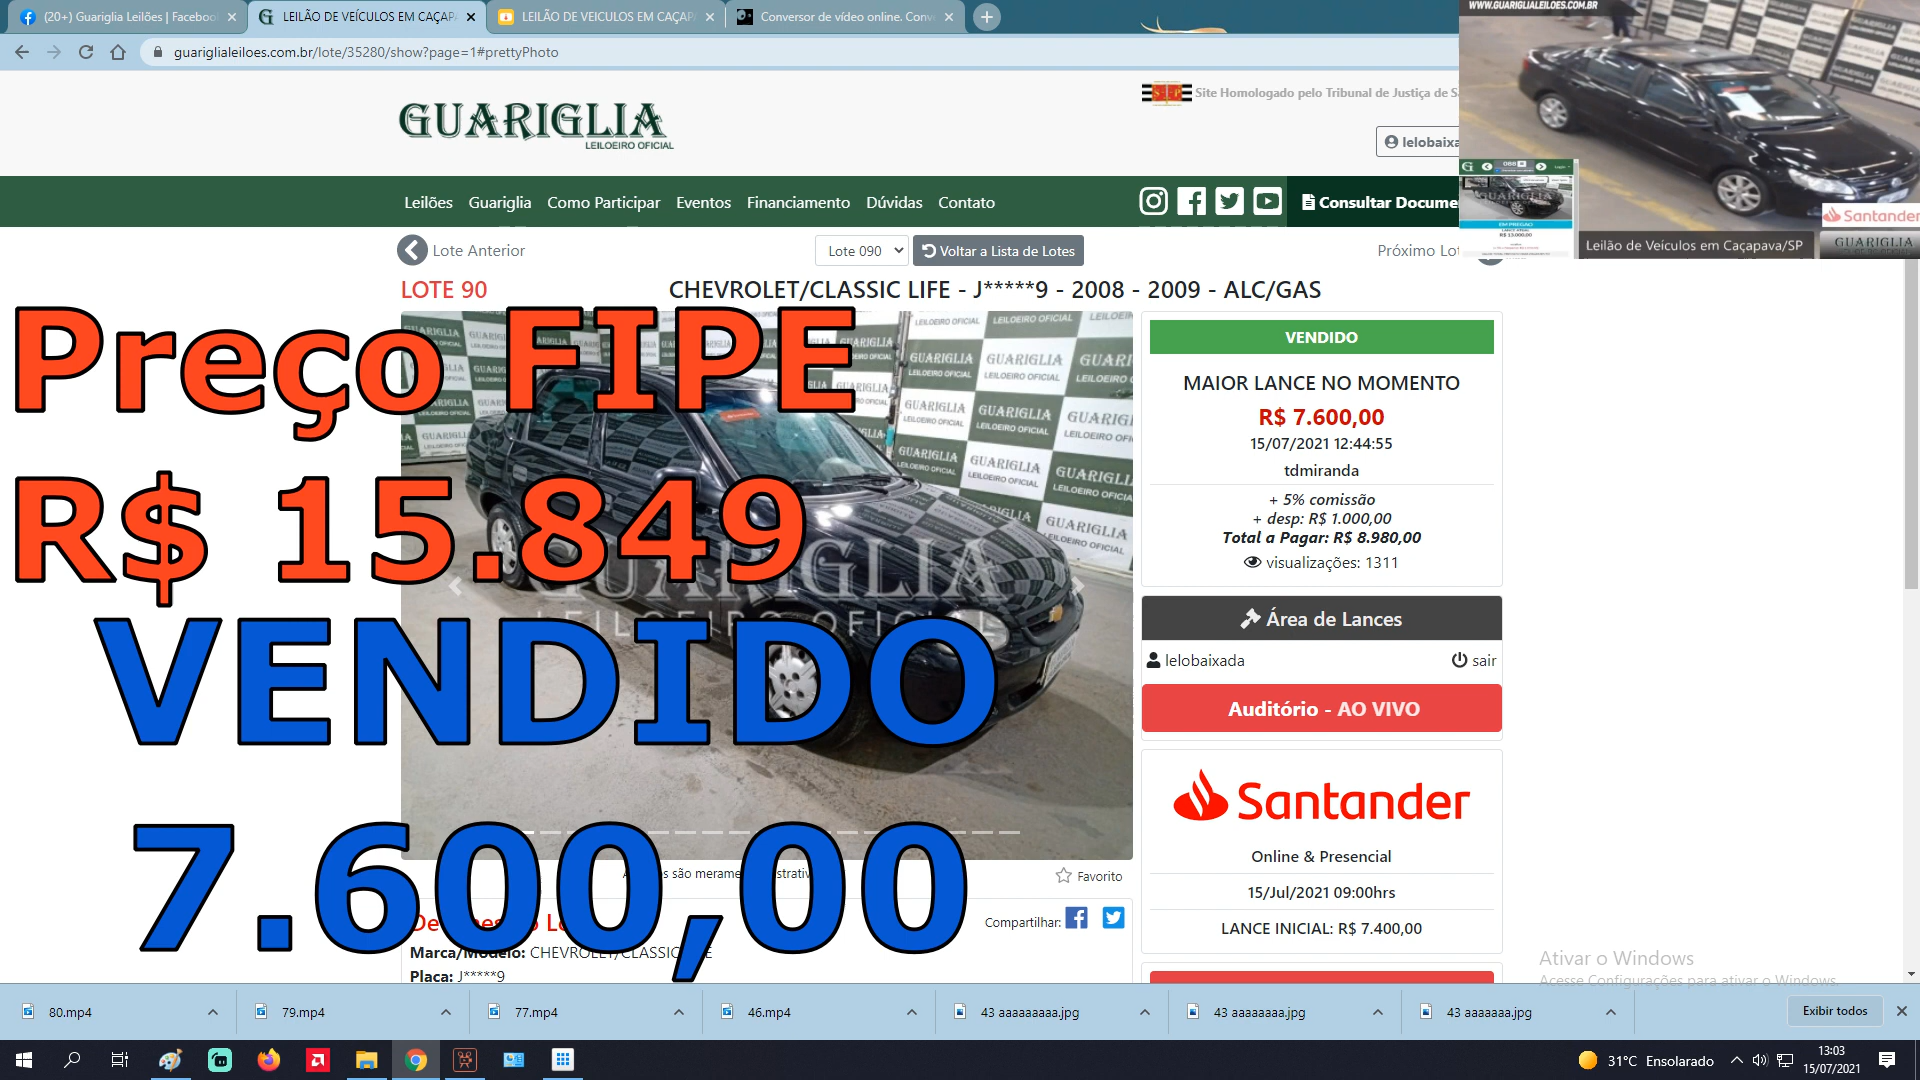 (20+) Guariglia Leilões | Faceboo
LEILÃO DE VEÍCULOS EM CAÇAP
LEILÃO DE VEICULOS EM CAÇAP
Conversor de vídeo online. Conv
guariglialeiloes.com.br/lote/35280/show?page=1#prettyPhoto
WWW.GUARIGLIALEILOES.COM.BR
GUARIGLIA
LEILOEIRO OFICIAL
Site Homologado pelo Tribunal de Justiça de S
lelobaixa
Leilões Guariglia Como Participar Eventos Financiamento Dúvidas Contato
Consultar Docume
Santander
Leilão de Veículos em Caçapava/SP
GUARIGLIA
Lote Anterior
Lote 090
Voltar a Lista de Lotes
Próximo Lo
LOTE 90
CHEVROLET/CLASSIC LIFE - J*****9 - 2008 - 2009 - ALC/GAS
Preço FIPE
R$ 15.849
VENDIDO
7.600,00
GUARIGLIA
LEILOEIRO OFICIAL
VENDIDO
MAIOR LANCE NO MOMENTO
R$ 7.600,00
15/07/2021 12:44:55
tdmiranda
+ 5% comissão
+ desp: R$ 1.000,00
Total a Pagar: R$ 8.980,00
visualizações: 1311
Área de Lances
lelobaixada
sair
Auditório - AO VIVO
Santander
Online & Presencial
15/Jul/2021 09:00hrs
LANCE INICIAL: R$ 7.400,00
Favorito
Compartilhar:
Marca/Modelo: CHEVROLET/CLASSIC
Placa: J*****9
Ativar o Windows
Acesse Configurações para ativar o Windows.
80.mp4
79.mp4
77.mp4
46.mp4
43 aaaaaaaaa.jpg
43 aaaaaaaa.jpg
43 aaaaaaa.jpg
Exibir todos
31°C Ensolarado
13:03
15/07/2021